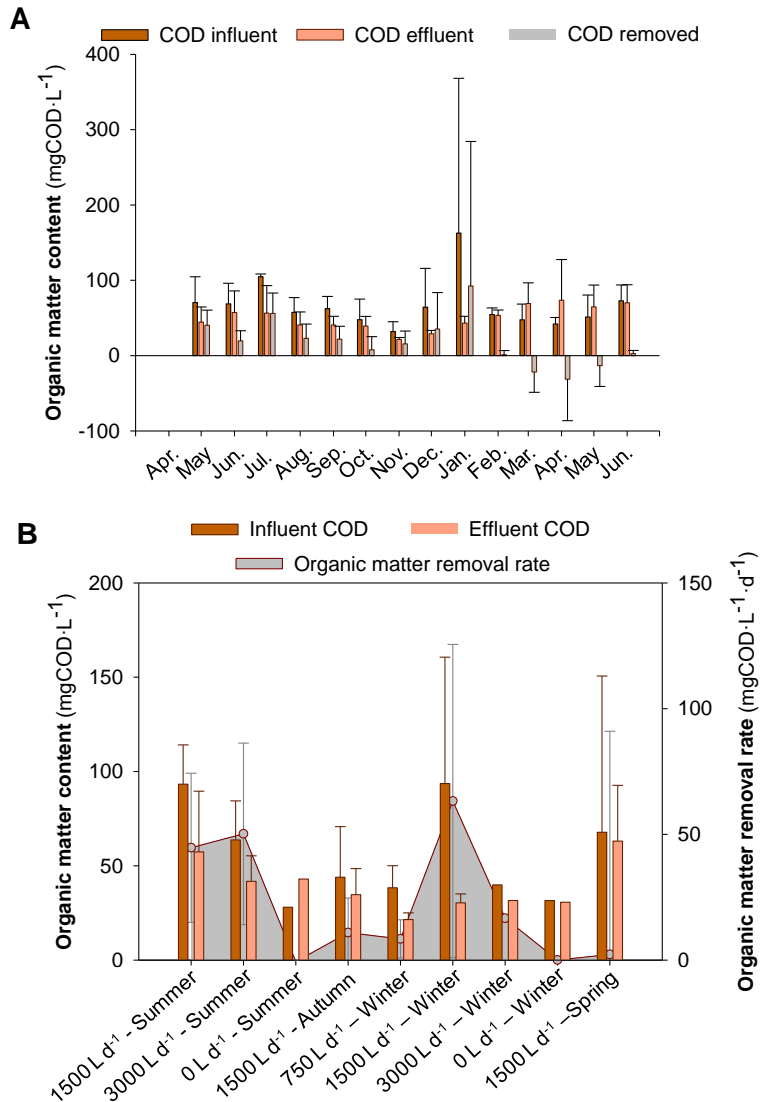 A
COD influent COD effluent COD removed
Organic matter content (mgCOD·L⁻¹)
400
300
200
100
0
-100
Apr. May Jun. Jul. Aug. Sep. Oct. Nov. Dec. Jan. Feb. Mar. Apr. May Jun.
B
Influent COD Effluent COD
Organic matter removal rate
Organic matter content (mgCOD·L⁻¹)
200
150
100
50
0
150
100
50
0
Organic matter removal rate (mgCOD·L⁻¹·d⁻¹)
1500 L d⁻¹ - Summer
3000 L d⁻¹ - Summer
0 L d⁻¹ - Summer
1500 L d⁻¹ - Autumn
750 L d⁻¹ – Winter
1500 L d⁻¹ – Winter
3000 L d⁻¹ – Winter
0 L d⁻¹ – Winter
1500 L d⁻¹ –Spring